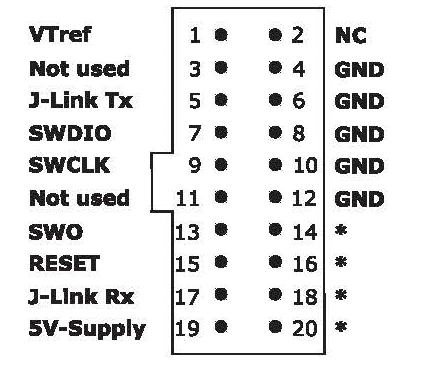 VTref 1 2 NC
Not used 3 4 GND
J-Link Tx 5 6 GND
SWDIO 7 8 GND
SWCLK 9 10 GND
Not used 11 12 GND
SWO 13 14 *
RESET 15 16 *
J-Link Rx 17 18 *
5V-Supply 19 20 *